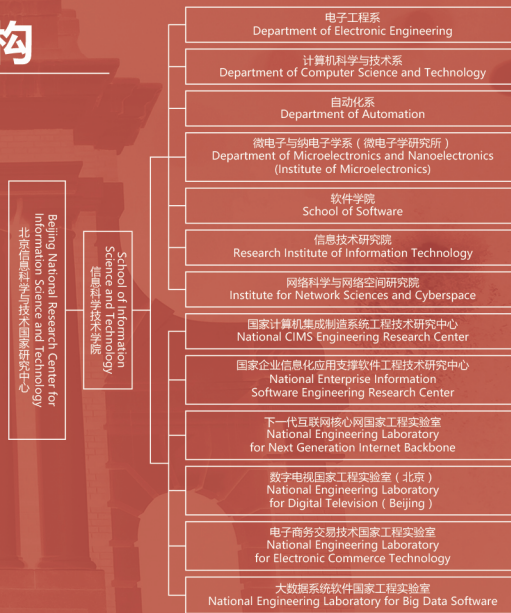 构
北京信息科学与技术国家研究中心
Beijing National Research Center for
Information Science and Technology
信息科学技术学院
School of Information
Science and Technology
电子工程系
Department of Electronic Engineering
计算机科学与技术系
Department of Computer Science and Technology
自动化系
Department of Automation
微电子与纳电子学系（微电子学研究所）
Department of Microelectronics and Nanoelectronics
(Institute of Microelectronics)
软件学院
School of Software
信息技术研究院
Research Institute of Information Technology
网络科学与网络空间研究院
Institute for Network Sciences and Cyberspace
国家计算机集成制造系统工程技术研究中心
National CIMS Engineering Research Center
国家企业信息化应用支撑软件工程技术研究中心
National Enterprise Information
Software Engineering Research Center
下一代互联网核心网国家工程实验室
National Engineering Laboratory
for Next Generation Internet Backbone
数字电视国家工程实验室（北京）
National Engineering Laboratory
for Digital Television（Beijing）
电子商务交易技术国家工程实验室
National Engineering Laboratory
for Electronic Commerce Technology
大数据系统软件国家工程实验室
National Engineering Laboratory for Big Data Software